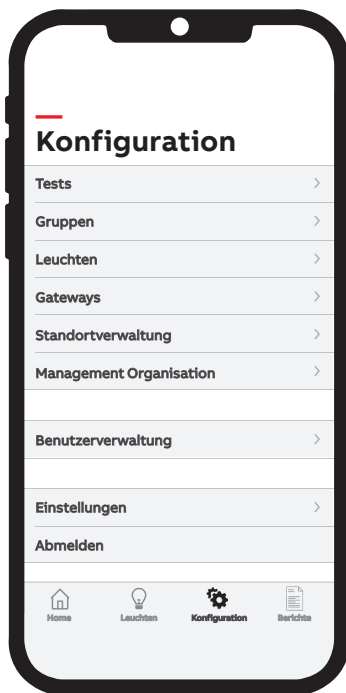 Konfiguration
Tests
Gruppen
Leuchten
Gateways
Standortverwaltung
Management Organisation
Benutzerverwaltung
Einstellungen
Abmelden
Home
Leuchten
Konfiguration
Berichte